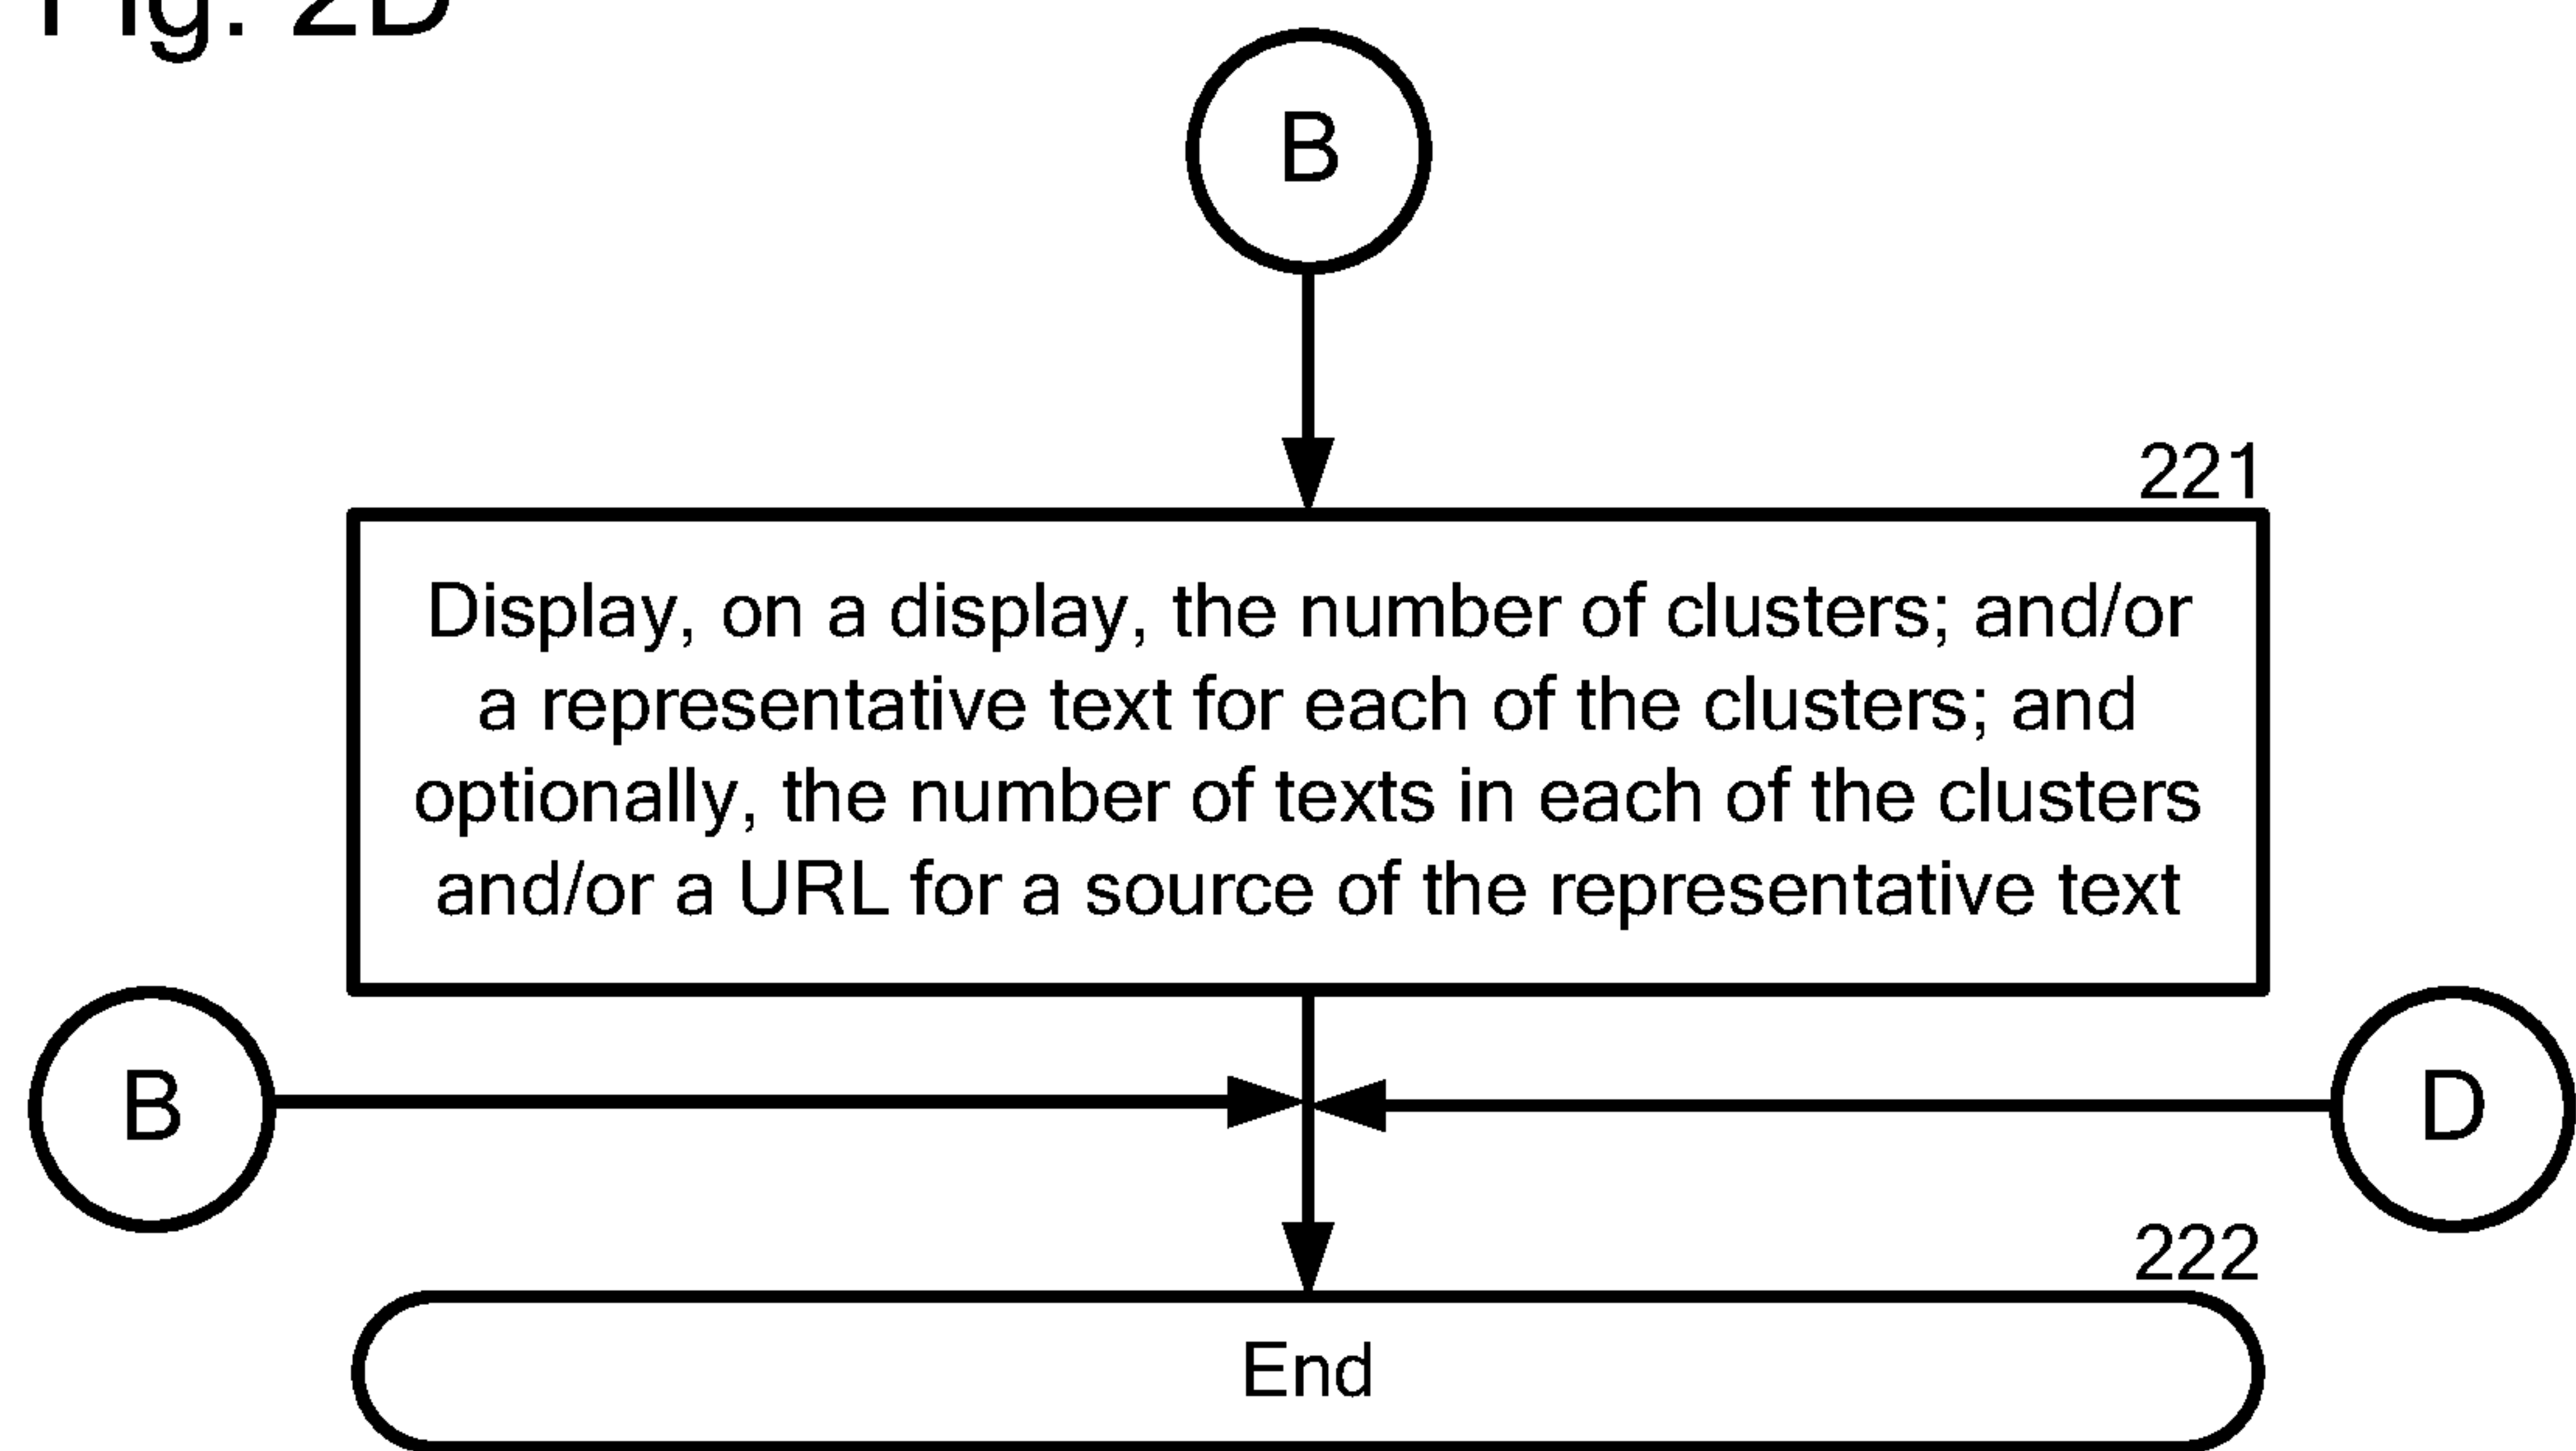 Fig. 2D
B
221
Display, on a display, the number of clusters; and/or
a representative text for each of the clusters; and
optionally, the number of texts in each of the clusters
and/or a URL for a source of the representative text
B
D
222
End